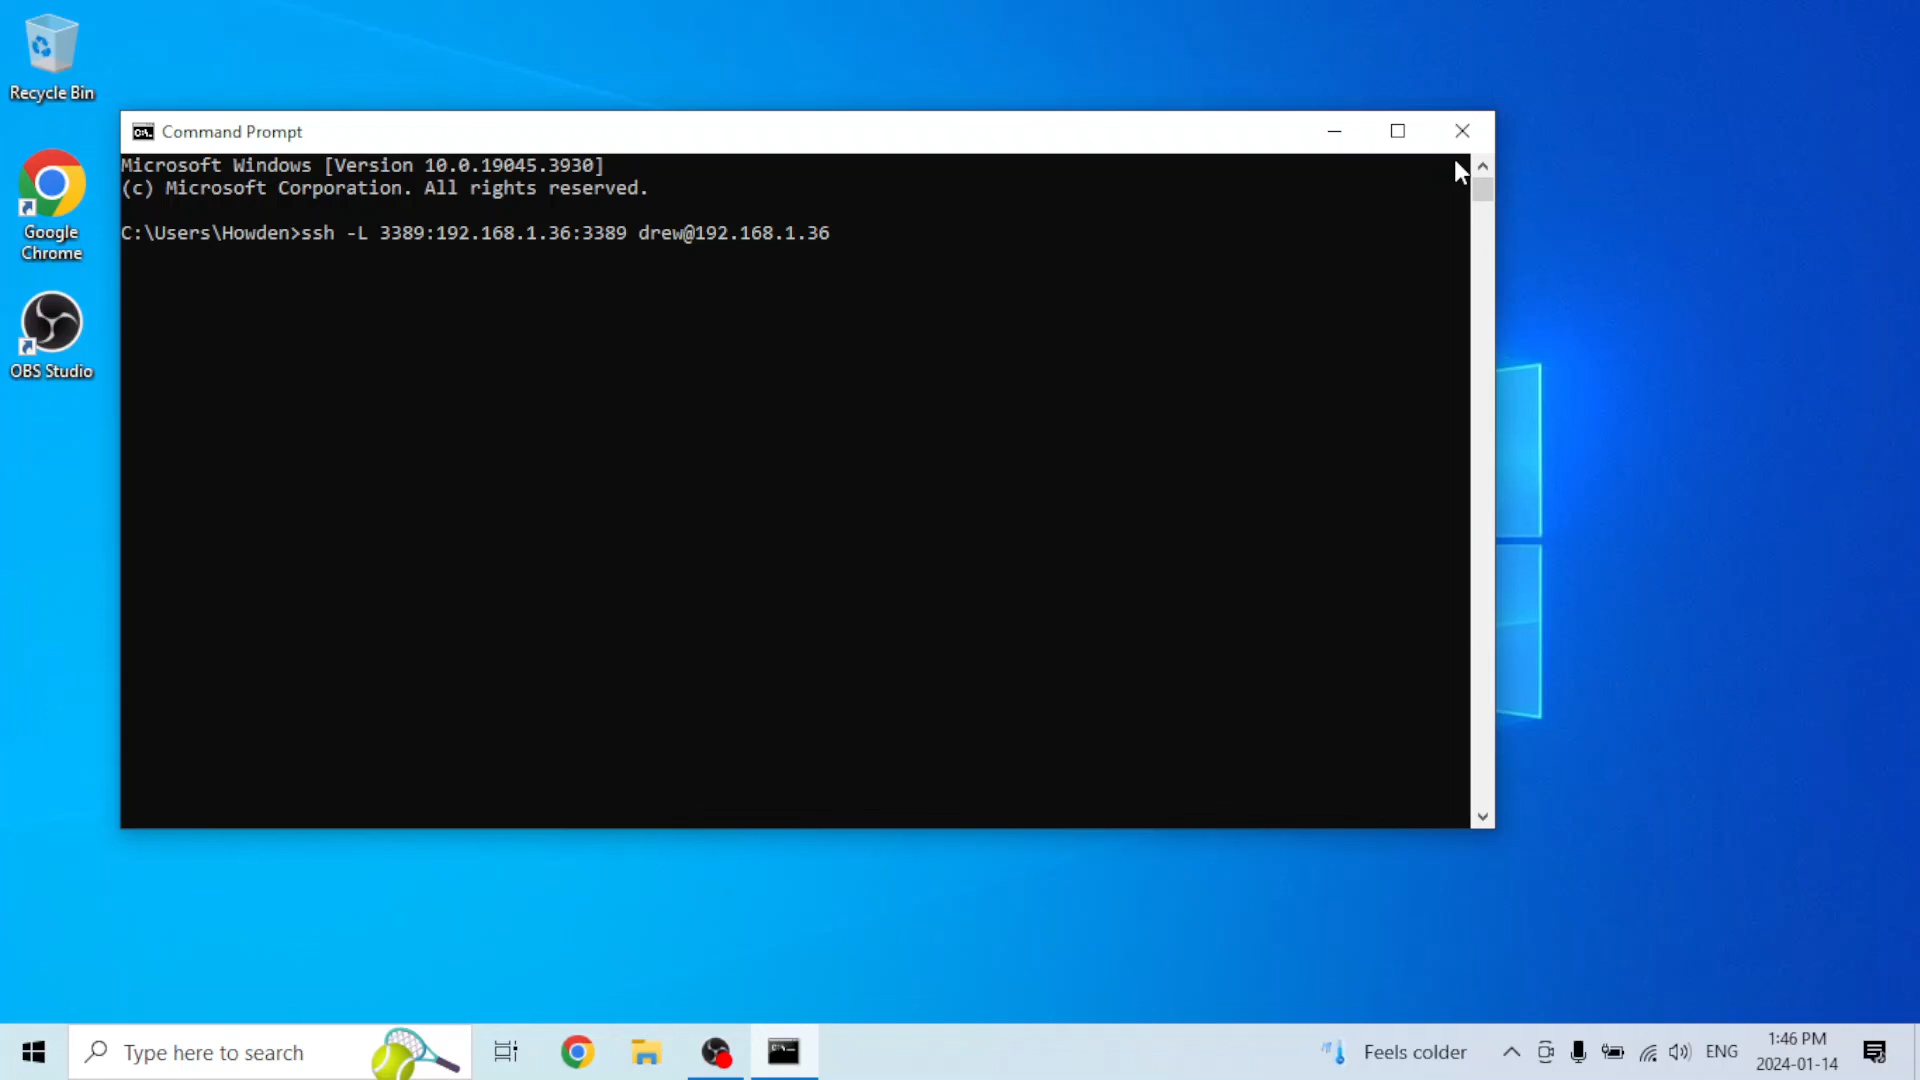 Recycle Bin
Command Prompt
Microsoft Windows [Version 10.0.19045.3930]
(c) Microsoft Corporation. All rights reserved.
C:\Users\Howden>ssh -L 3389:192.168.1.36:3389 drew@192.168.1.36
Google
Chrome
OBS Studio
Type here to search
Feels colder
ENG
1:46 PM
2024-01-14